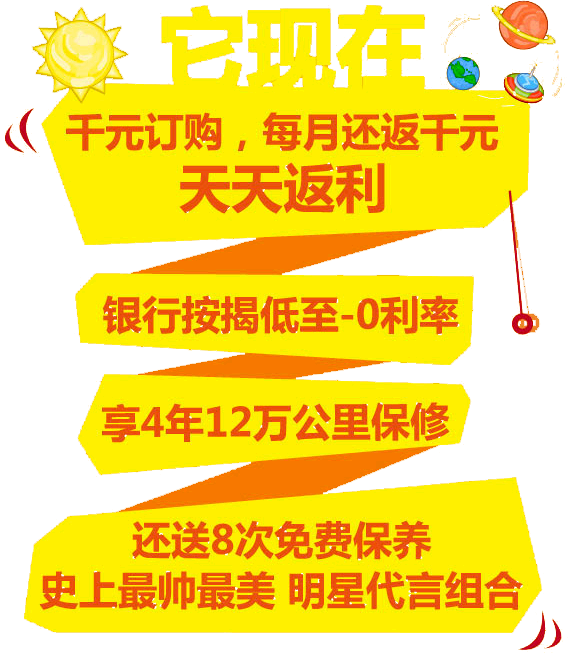 它现在
千元订购，每月还返千元
天天返利
银行按揭低至-0利率
享4年12万公里保修
还送8次免费保养
史上最帅最美 明星代言组合